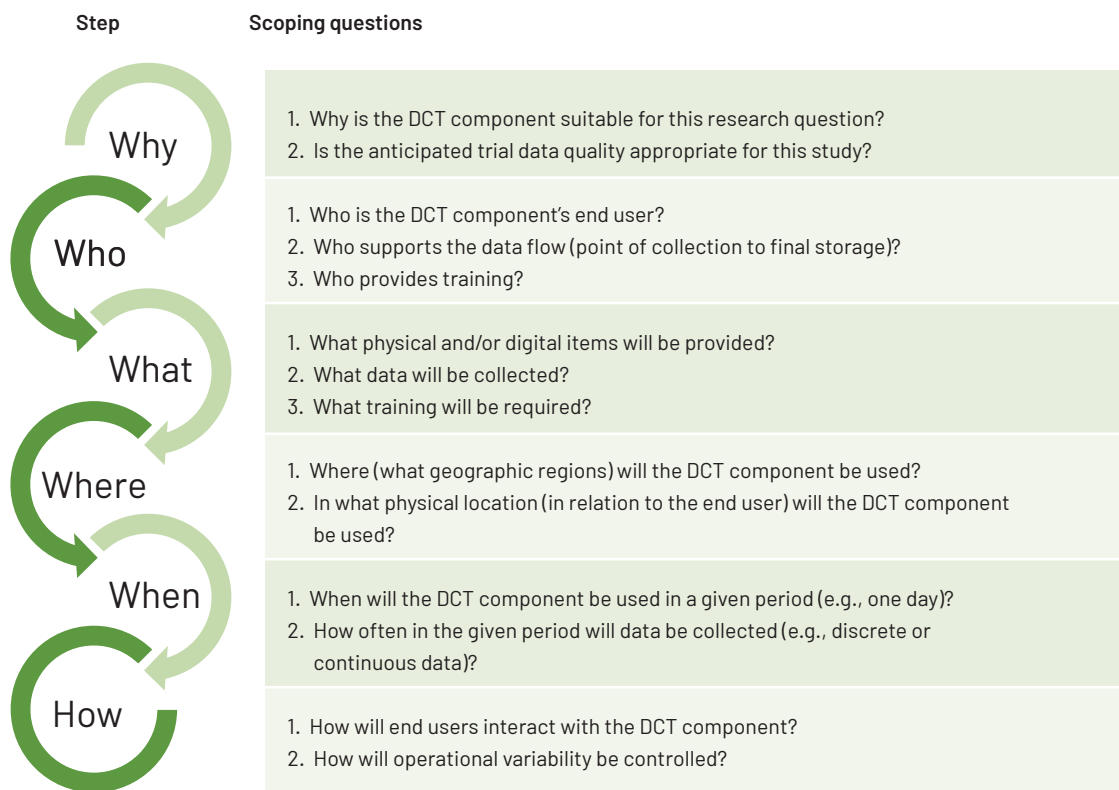 Step Scoping questions
Why
1. Why is the DCT component suitable for this research question?
2. Is the anticipated trial data quality appropriate for this study?
Who
1. Who is the DCT component’s end user?
2. Who supports the data flow (point of collection to final storage)?
3. Who provides training?
What
1. What physical and/or digital items will be provided?
2. What data will be collected?
3. What training will be required?
Where
1. Where (what geographic regions) will the DCT component be used?
2. In what physical location (in relation to the end user) will the DCT component
be used?
When
1. When will the DCT component be used in a given period (e.g., one day)?
2. How often in the given period will data be collected (e.g., discrete or
continuous data)?
How
1. How will end users interact with the DCT component?
2. How will operational variability be controlled?